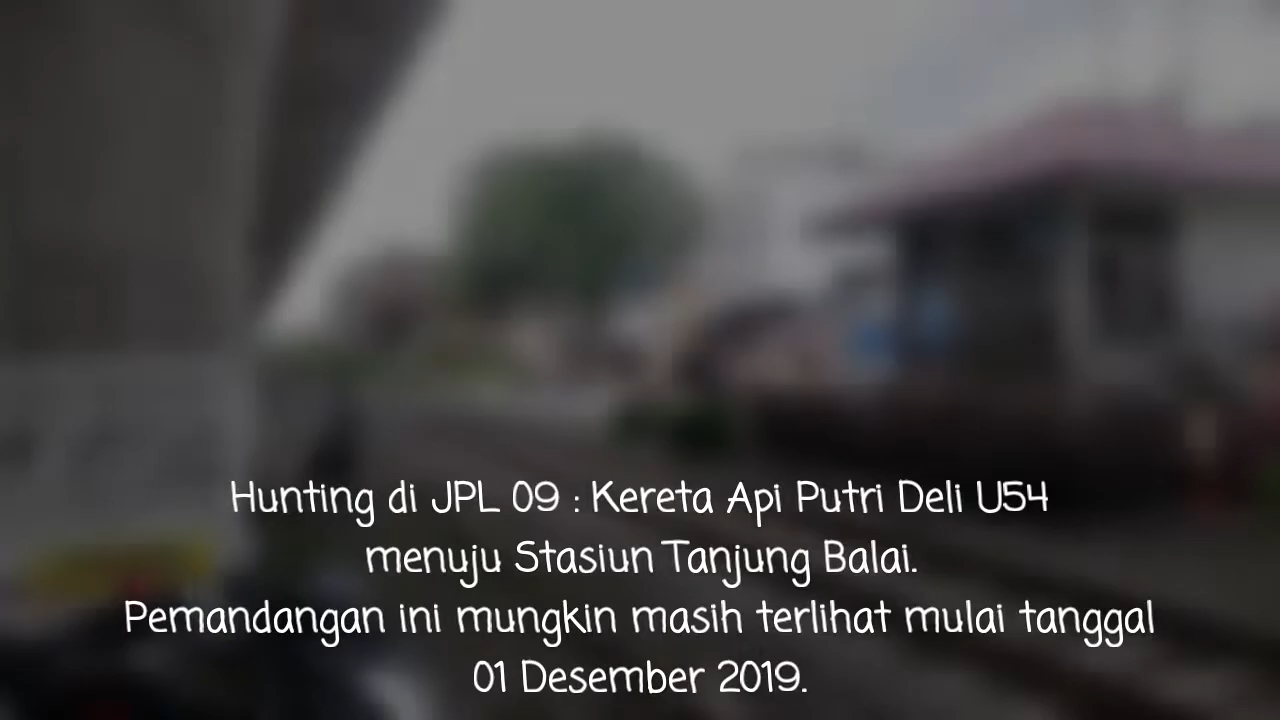 Hunting di JPL 09 : Kereta Api Putri Deli U54
menuju Stasiun Tanjung Balai.
Pemandangan ini mungkin masih terlihat mulai tanggal
01 Desember 2019.